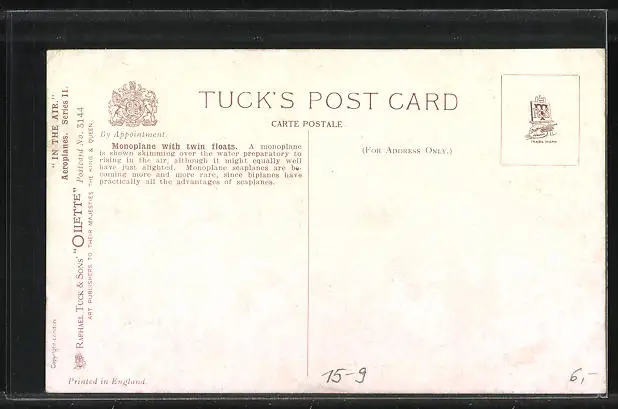 TUCK'S POST CARD
CARTE POSTALE
By Appointment.
(FOR ADDRESS ONLY.)
Monoplane with twin floats. A monoplane
is shown skimming over the water preparatory to
rising in the air, although it might equally well
have just alighted. Monoplane seaplanes are be-
coming more and more rare, since biplanes have
practically all the advantages of seaplanes.
"IN THE AIR."
Aeroplanes. Series II.
RAPHAEL TUCK & SONS' "OILETTE" Postcard No. 3144
ART PUBLISHERS TO THEIR MAJESTIES THE KING & QUEEN.
Copyright London
Printed in England.
TRADE MARK
15-9
6,-